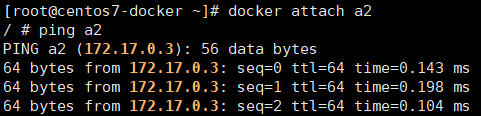 [root@centos7-docker ~]# docker attach a2
/ # ping a2
PING a2 (172.17.0.3): 56 data bytes
64 bytes from 172.17.0.3: seq=0 ttl=64 time=0.143 ms
64 bytes from 172.17.0.3: seq=1 ttl=64 time=0.198 ms
64 bytes from 172.17.0.3: seq=2 ttl=64 time=0.104 ms